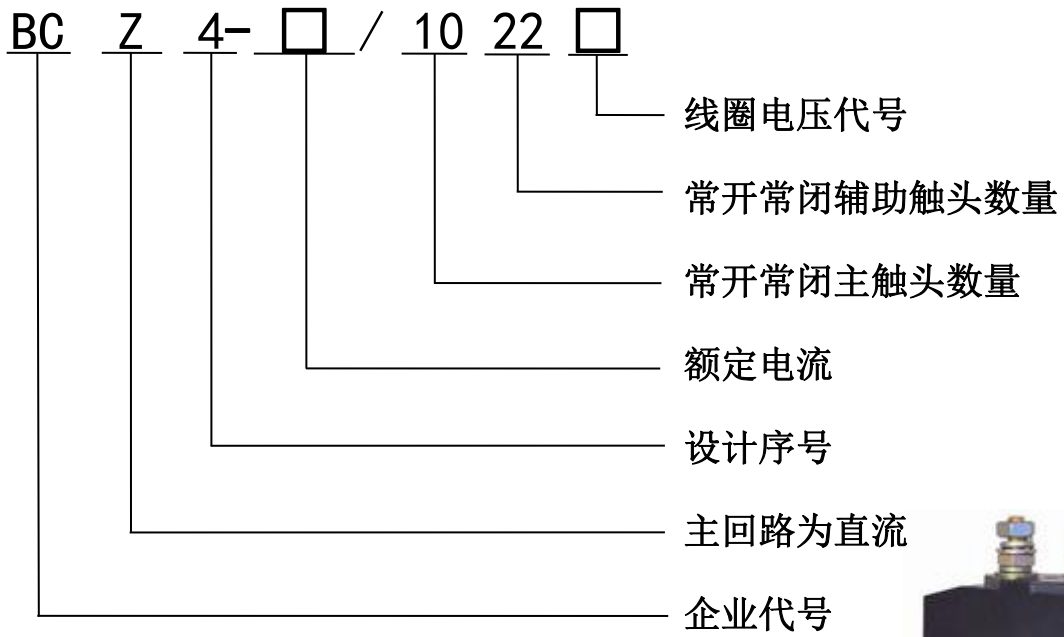 BC Z 4-□/10 22 □
线圈电压代号
常开常闭辅助触头数量
常开常闭主触头数量
额定电流
设计序号
主回路为直流
企业代号